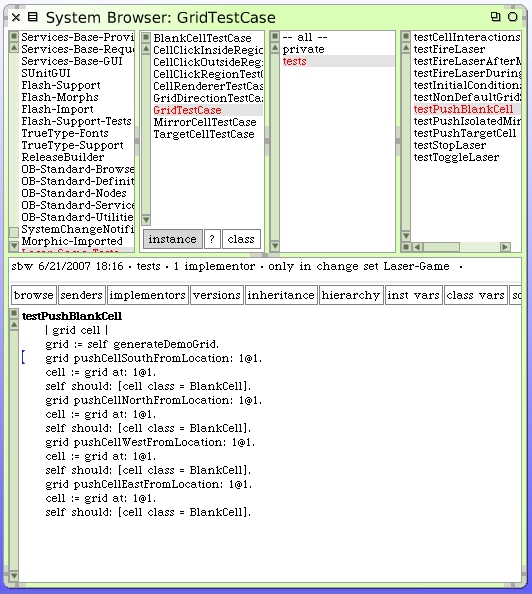 System Browser: GridTestCase
Services-Base-Provi
Services-Base-Reque
Services-Base-GUI
SUnitGUI
Flash-Support
Flash-Morphs
Flash-Import
Flash-Support-Tests
TrueType-Fonts
TrueType-Support
ReleaseBuilder
OB-Standard-Browse
OB-Standard-Definit
OB-Standard-Nodes
OB-Standard-Service
OB-Standard-Utilitie
SystemChangeNotifi
Morphic-Imported
Laser-Game-Tests
BlankCellTestCase
CellClickInsideRegio
CellClickOutsideReg
CellClickRegionTest
CellRendererTestCa
GridDirectionTestCa
GridTestCase
MirrorCellTestCase
TargetCellTestCase
instance ? class
-- all --
private
tests
testCellInteractions
testFireLaser
testFireLaserAfterM
testFireLaserDuring
testInitialCondition
testNonDefaultGrid
testPushBlankCell
testPushIsolatedMir
testPushTargetCell
testStopLaser
testToggleLaser
sbw 6/21/2007 18:16 · tests · 1 implementor · only in change set Laser-Game ·
browse senders implementors versions inheritance hierarchy inst vars class vars so
testPushBlankCell
| grid cell |
grid := self generateDemoGrid.
grid pushCellSouthFromLocation: 1@1.
cell := grid at: 1@1.
self should: [cell class = BlankCell].
grid pushCellNorthFromLocation: 1@1.
cell := grid at: 1@1.
self should: [cell class = BlankCell].
grid pushCellWestFromLocation: 1@1.
cell := grid at: 1@1.
self should: [cell class = BlankCell].
grid pushCellEastFromLocation: 1@1.
cell := grid at: 1@1.
self should: [cell class = BlankCell].